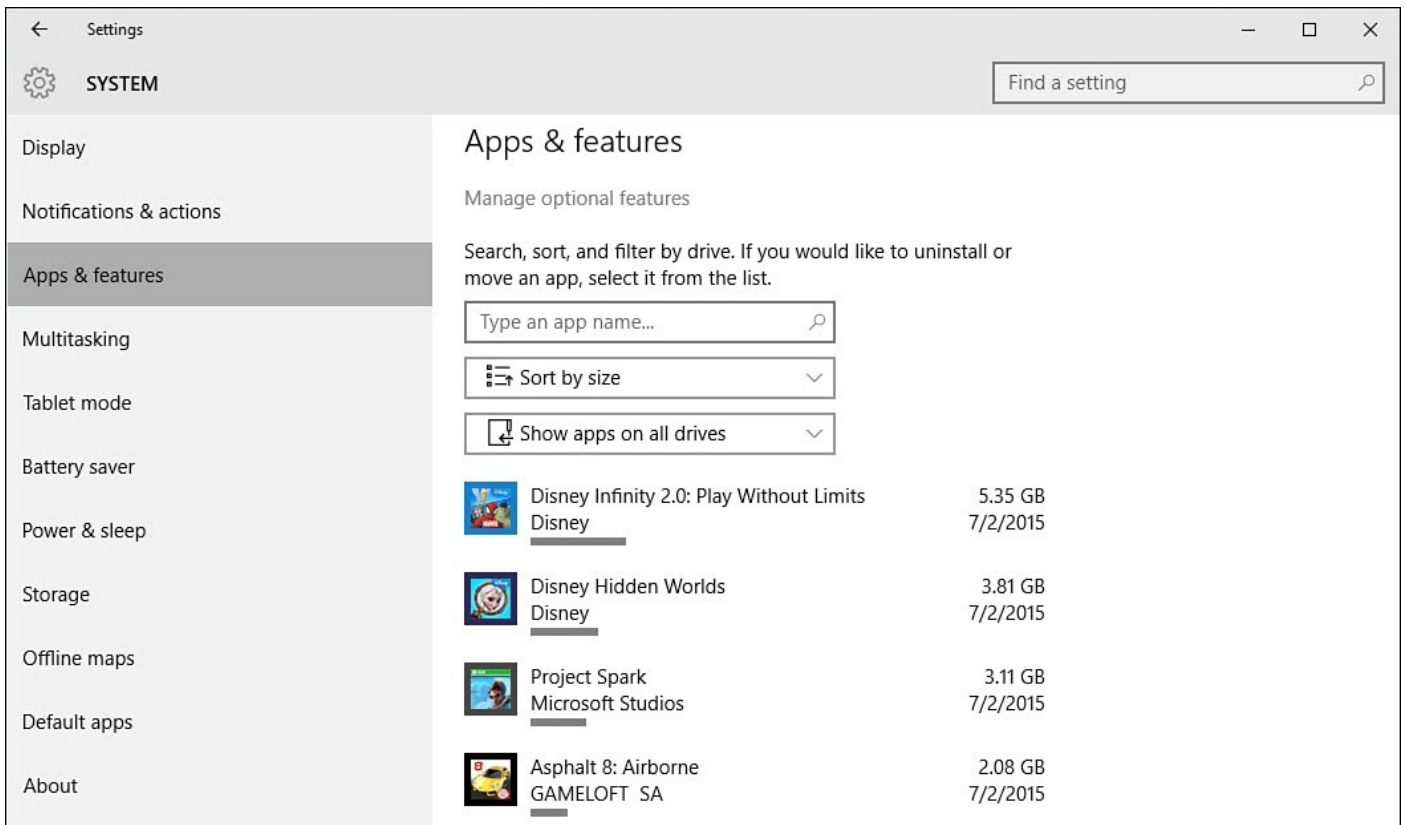 Settings
SYSTEM
Find a setting
Display
Notifications & actions
Apps & features
Multitasking
Tablet mode
Battery saver
Power & sleep
Storage
Offline maps
Default apps
About
Apps & features
Manage optional features
Search, sort, and filter by drive. If you would like to uninstall or
move an app, select it from the list.
Type an app name...
Sort by size
Show apps on all drives
Disney Infinity 2.0: Play Without Limits 5.35 GB
Disney 7/2/2015
Disney Hidden Worlds 3.81 GB
Disney 7/2/2015
Project Spark 3.11 GB
Microsoft Studios 7/2/2015
Asphalt 8: Airborne 2.08 GB
GAMELOFT SA 7/2/2015